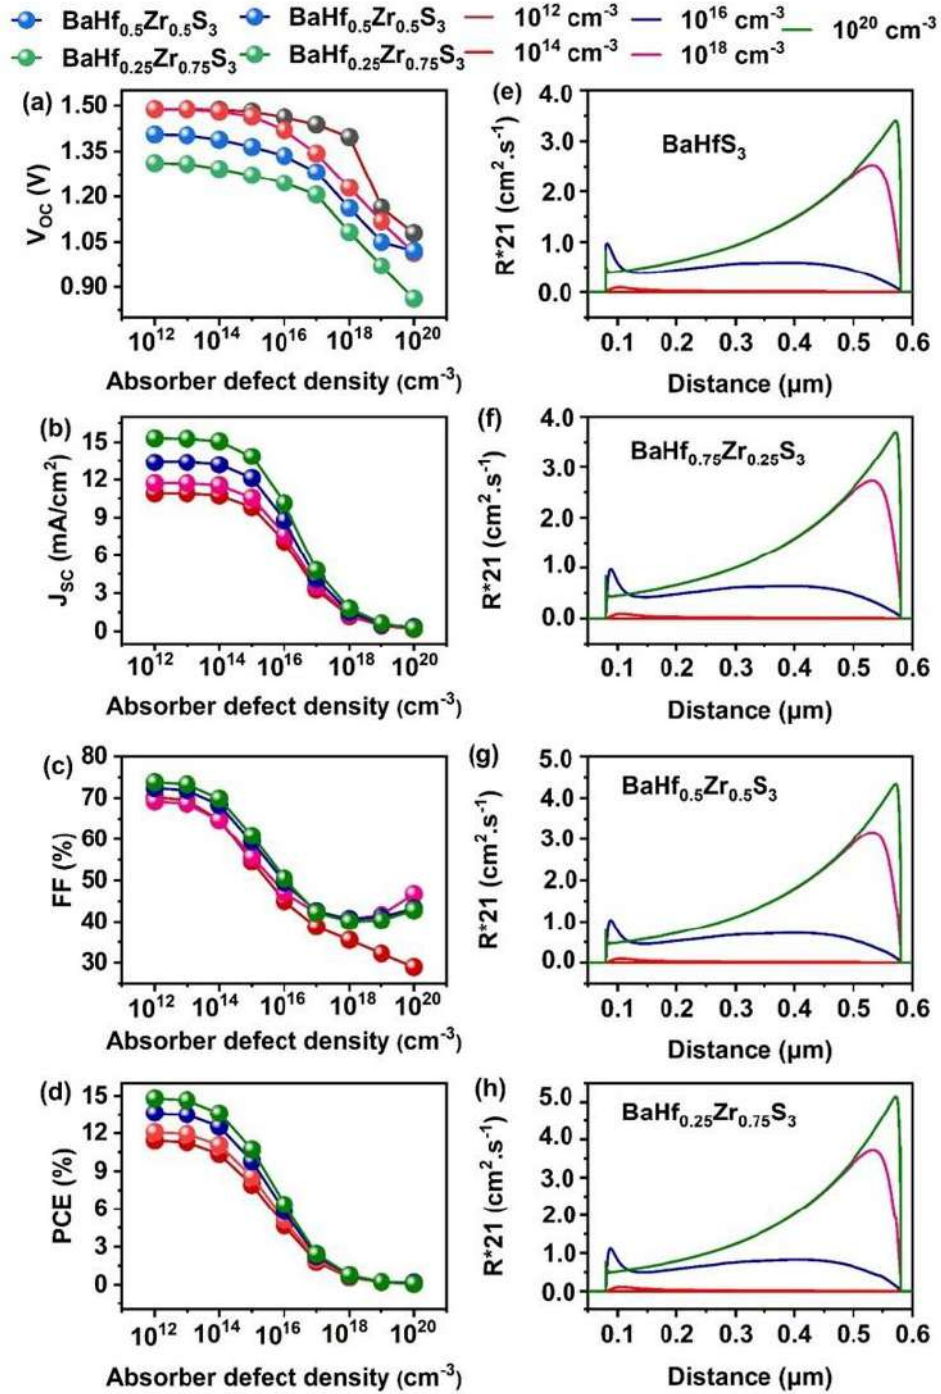 BaHf0.5Zr0.5S3 BaHf0.5Zr0.5S3 10^12 cm^-3 10^16 cm^-3 10^20 cm^-3
BaHf0.25Zr0.75S3 BaHf0.25Zr0.75S3 10^14 cm^-3 10^18 cm^-3
(a)
1.50
1.35
1.20
1.05
0.90
VOC (V)
10^12 10^14 10^16 10^18 10^20
Absorber defect density (cm^-3)
(e)
BaHfS3
4.0
3.0
2.0
1.0
0.0
R*21 (cm^2.s^-1)
0.1 0.2 0.3 0.4 0.5 0.6
Distance (µm)
(b)
15
12
9
6
3
0
JSC (mA/cm^2)
10^12 10^14 10^16 10^18 10^20
Absorber defect density (cm^-3)
(f)
BaHf0.75Zr0.25S3
4.0
3.0
2.0
1.0
0.0
R*21 (cm^2.s^-1)
0.1 0.2 0.3 0.4 0.5 0.6
Distance (µm)
(c)
80
70
60
50
40
30
FF (%)
10^12 10^14 10^16 10^18 10^20
Absorber defect density (cm^-3)
(g)
BaHf0.5Zr0.5S3
5.0
4.0
3.0
2.0
1.0
0.0
R*21 (cm^2.s^-1)
0.1 0.2 0.3 0.4 0.5 0.6
Distance (µm)
(d)
15
12
9
6
3
0
PCE (%)
10^12 10^14 10^16 10^18 10^20
Absorber defect density (cm^-3)
(h)
BaHf0.25Zr0.75S3
5.0
4.0
3.0
2.0
1.0
0.0
R*21 (cm^2.s^-1)
0.1 0.2 0.3 0.4 0.5 0.6
Distance (µm)